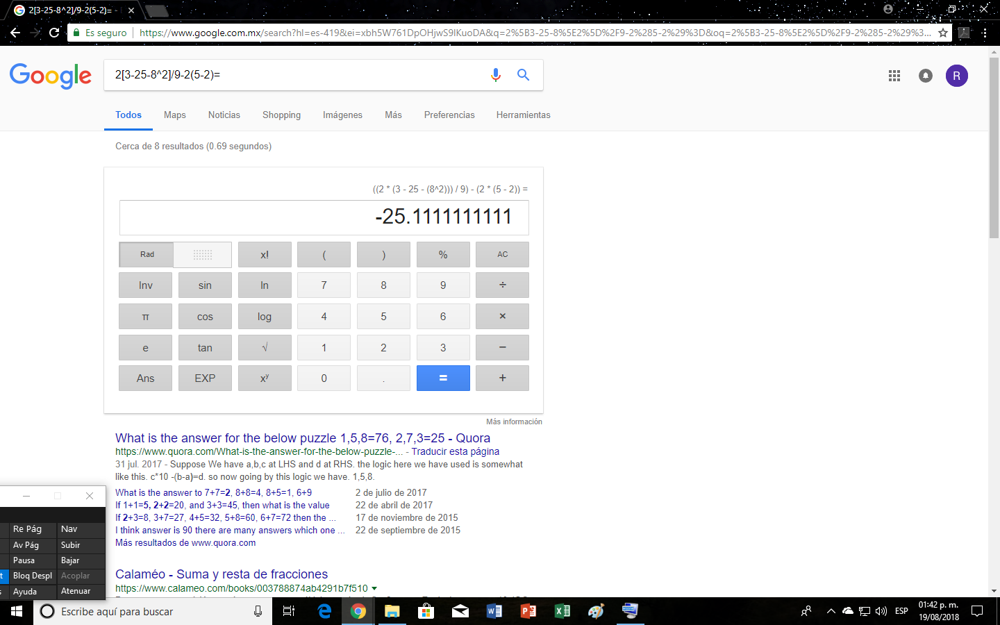 2[3-25-8^2]/9-2(5-2)= -
Es seguro
https://www.google.com.mx/search?hl=es-419&ei=xbh5W761DpOHjwS9lKuoDA&q=2%5B3-25-8%5E2%5D%2F9-2%285-2%29%3D&oq=2%5B3-25-8%5E2%5D%2F9-2%285-2%29%3...
Google
2[3-25-8^2]/9-2(5-2)=
R
Todos Maps Noticias Shopping Imágenes Más Preferencias Herramientas
Cerca de 8 resultados (0.69 segundos)
((2 * (3 - 25 - (8^2))) / 9) - (2 * (5 - 2)) =
-25.1111111111
Rad x! ( ) % AC
Inv sin ln 7 8 9 ÷
π cos log 4 5 6 ×
e tan √ 1 2 3 −
Ans EXP xʸ 0 . = +
Más información
What is the answer for the below puzzle 1,5,8=76, 2,7,3=25 - Quora
https://www.quora.com/What-is-the-answer-for-the-below-puzzle-... - Traducir esta página
31 jul. 2017 - Suppose We have a,b,c at LHS and d at RHS. the logic here we have used is somewhat
like this. c*10 -(b-a)=d. so now going by this logic we have. 1,5,8.
What is the answer to 7+7=2, 8+8=4, 8+5=1, 6+9 2 de julio de 2017
If 1+1=5, 2+2=20, and 3+3=45, then what is the value 22 de abril de 2017
If 2+3=8, 3+7=27, 4+5=32, 5+8=60, 6+7=72 then the ... 17 de noviembre de 2015
I think answer is 90 there are many answers which one ... 22 de septiembre de 2015
Más resultados de www.quora.com
Calaméo - Suma y resta de fracciones
https://www.calameo.com/books/003788874ab4291b7f510
Re Pág Nav
Av Pág Subir
Pausa Bajar
t Bloq Despl Acoplar
s Ayuda Atenuar
Escribe aquí para buscar
ESP
01:42 p. m.
19/08/2018